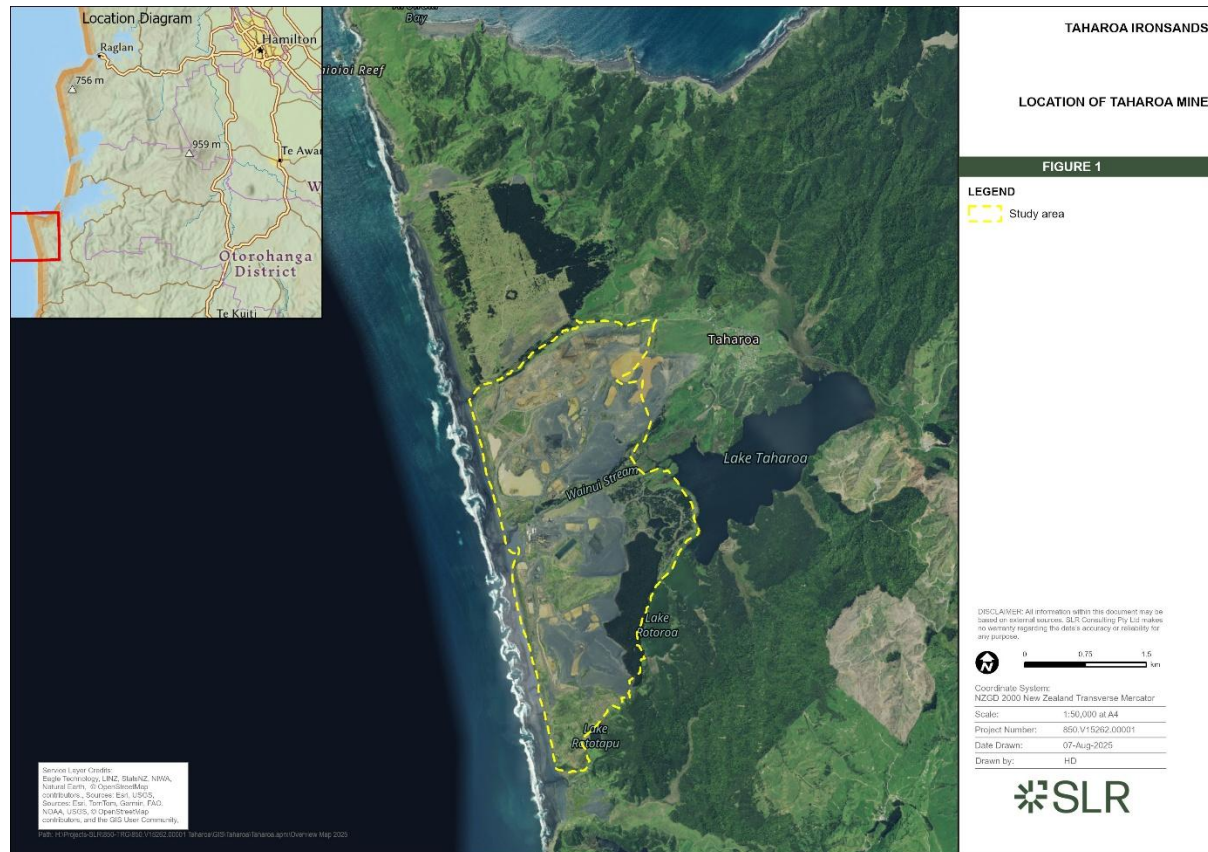 Location Diagram
Raglan
Hamilton
756 m
959 m
Te Awa
W
Otorohanga
District
Te Kuiti
Bay
Reef
Taharoa
Lake Taharoa
Wainui Stream
Lake
Rotoroa
Lake
Rototapu
Service Layer Credits:
Eagle Technology, LINZ, StatsNZ, NIWA,
Natural Earth, © OpenStreetMap
contributors., Sources: Esri, USGS,
Sources: Esri, TomTom, Garmin, FAO,
NOAA, USGS, © OpenStreetMap
contributors, and the GIS User Community,
TAHAROA IRONSANDS
LOCATION OF TAHAROA MINE
FIGURE 1
LEGEND
Study area
DISCLAIMER: All information within this document may be
based on external sources. SLR Consulting Pty Ltd makes
no warranty regarding the data's accuracy or reliability for
any purpose.
N
0 0.75 1.5
km
Coordinate System:
NZGD 2000 New Zealand Transverse Mercator
Scale: 1:50,000 at A4
Project Number: 850.V15262.00001
Date Drawn: 07-Aug-2025
Drawn by: HD
SLR